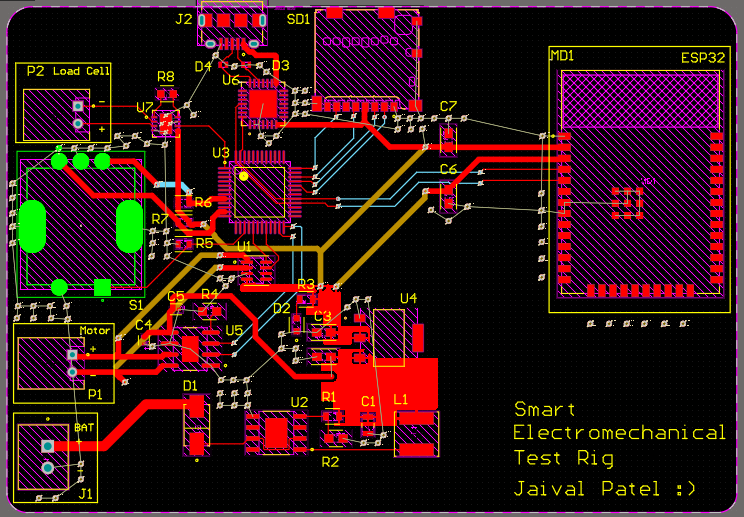 J2
SD1
MD1
ESP32
P2 Load Cell
D4
D3
R8
U6
U7
C7
-
+
U3
C6
MD1
R6
R7
R5
U1
S1
R3
C5
R4
U4
D2
C3
Motor
C4
U5
+
-
P1
D1
R1
C1
L1
U2
BAT
+
R2
-
J1
Smart
Electromechanical
Test Rig
Jaival Patel :)